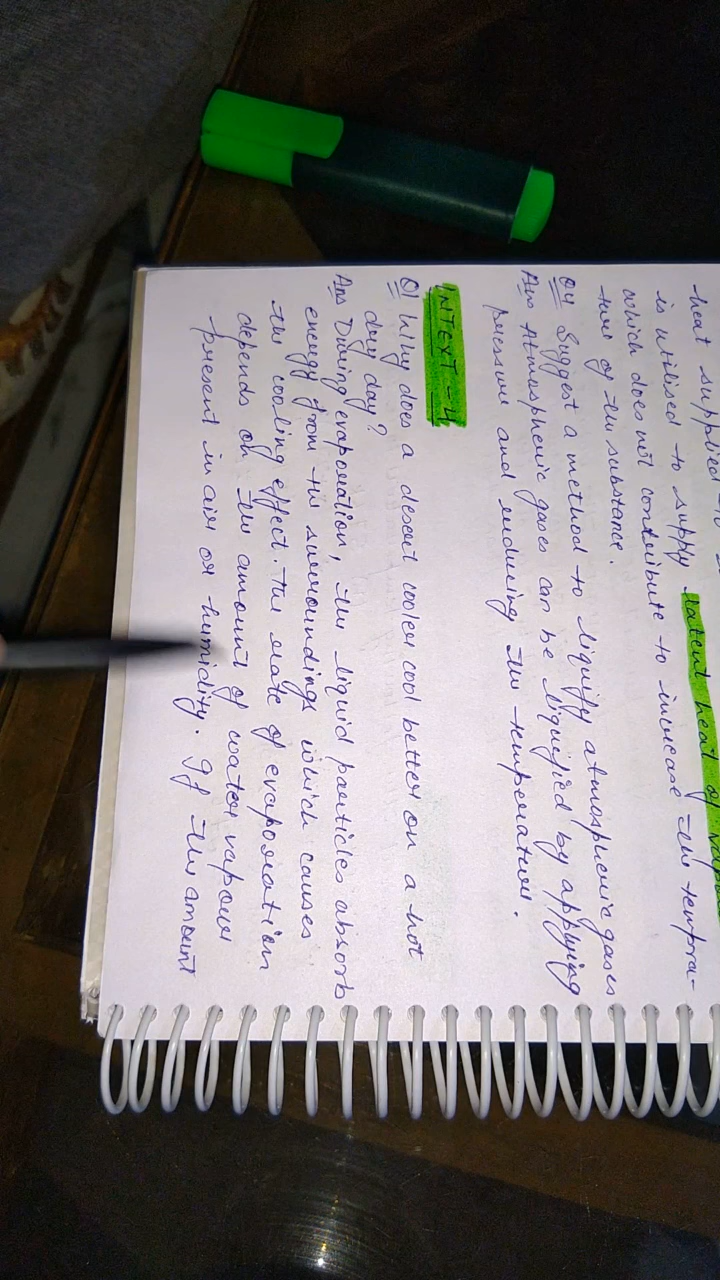 heat supplied
is utilised to supply latent heat of
which does not contribute to increase the tempra-
ture of the substance.
Q4 Suggest a method to liquify atmospheric gases
Ans Atmospheric gases can be liquified by applying
pressure and reducing the temperature.
INTEXT-4
Q1 Why does a desert cooler cool better on a hot
dry day?
Ans During evaporation, the liquid particles absorb
energy from the surroundings which causes
the cooling effect. The rate of evaporation
depends on the amount of water vapour
present in air or humidity. If the amount